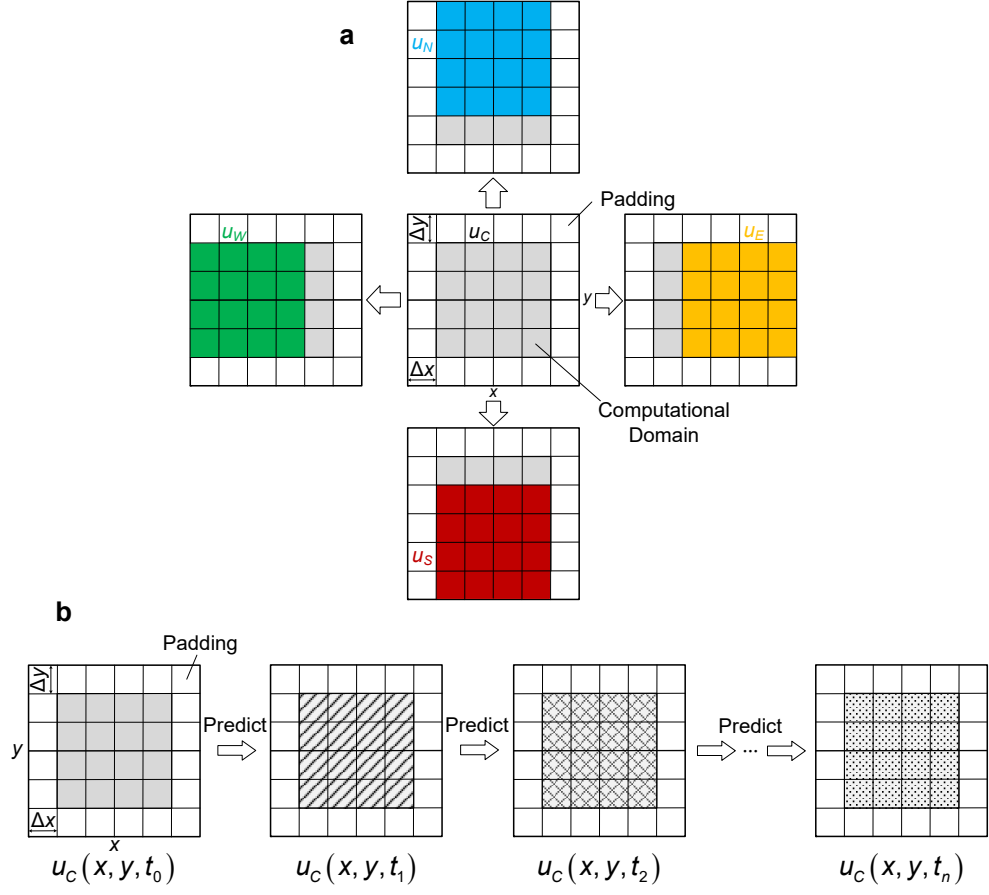 a
u_N
Padding
Δy
u_W
u_C
u_E
y
Δx
x
Computational
Domain
u_S
b
Padding
Δy
Predict
Predict
Predict
y
...
Δx
x
u_C(x, y, t_0)
u_C(x, y, t_1)
u_C(x, y, t_2)
u_C(x, y, t_n)